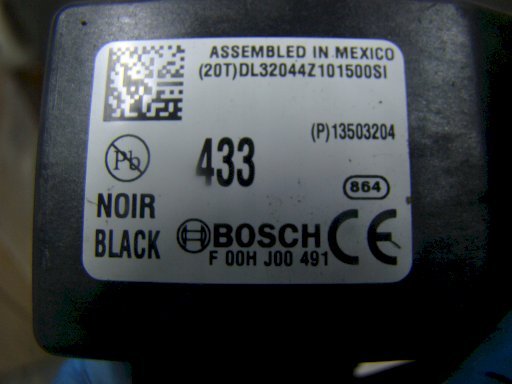 ASSEMBLED IN MEXICO
(20T)DL32044Z101500SI
(P)13503204
Pb
433
864
NOIR
BLACK
BOSCH
CE
F 00H J00 491